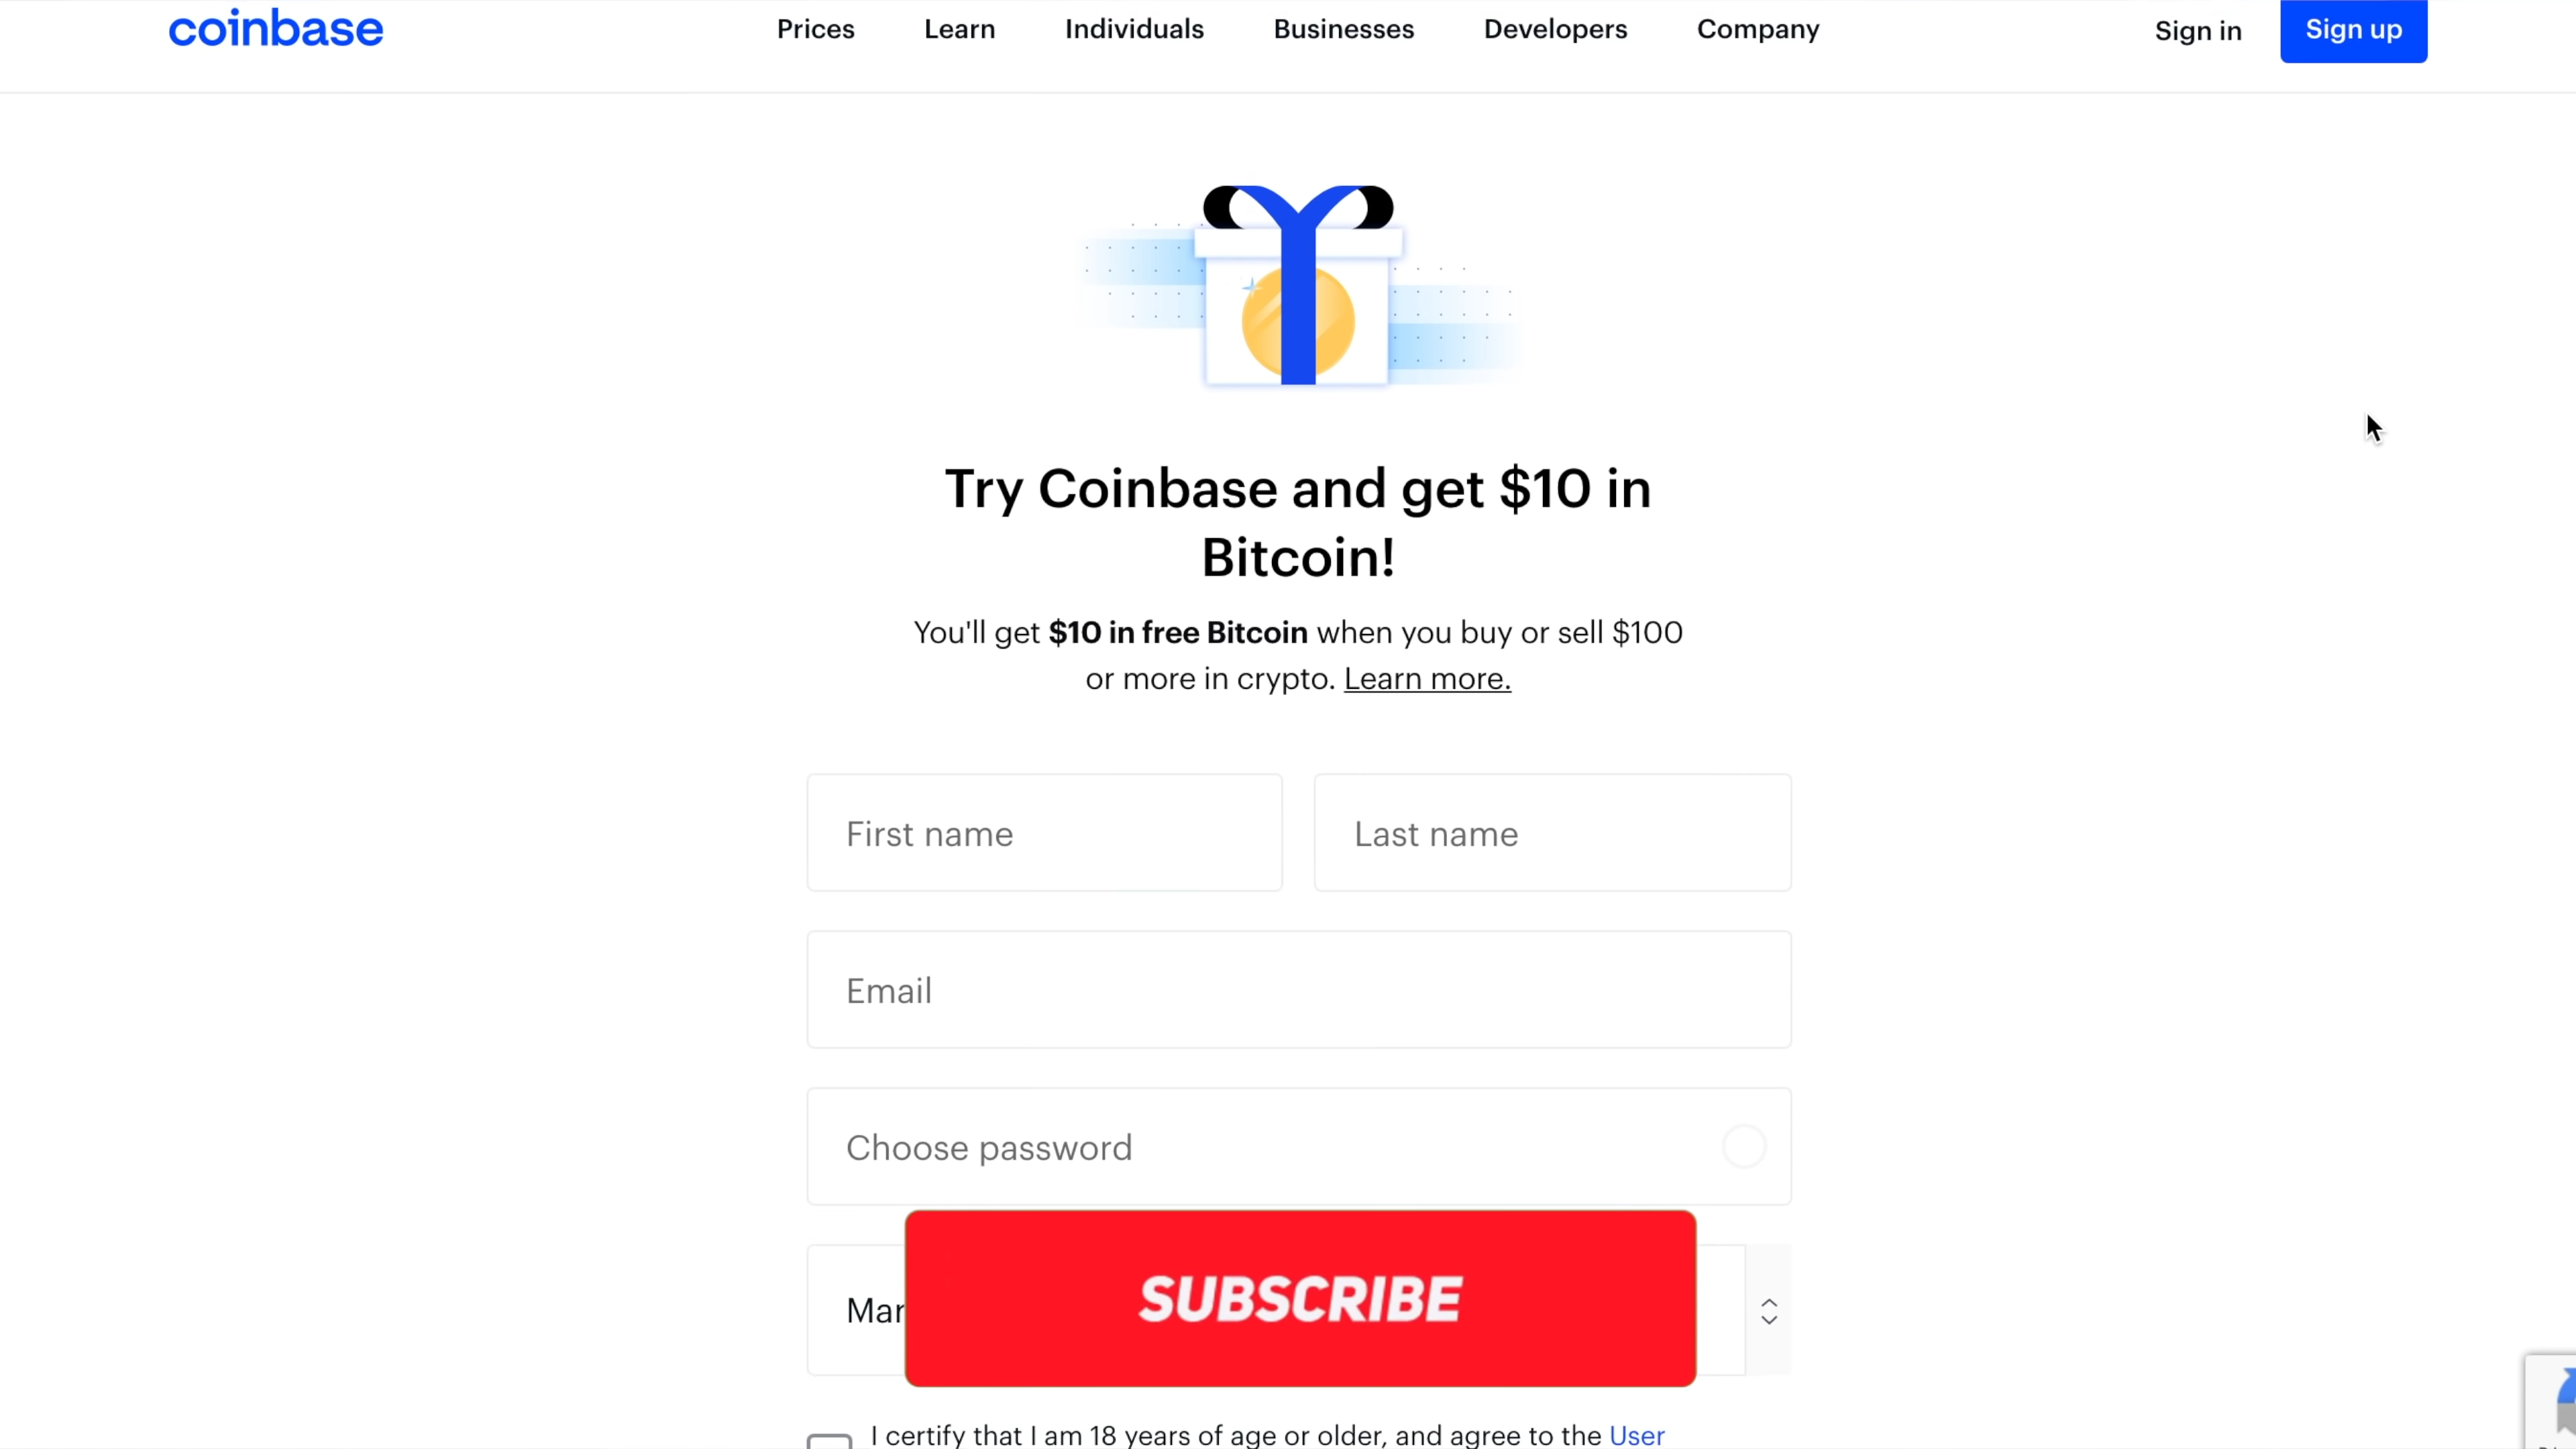 coinbase
Prices
Learn
Individuals
Businesses
Developers
Company
Sign in
Sign up
Try Coinbase and get $10 in
Bitcoin!
You'll get $10 in free Bitcoin when you buy or sell $100
or more in crypto. Learn more.
First name
Last name
Email
Choose password
SUBSCRIBE
I certify that I am 18 years of age or older, and agree to the User